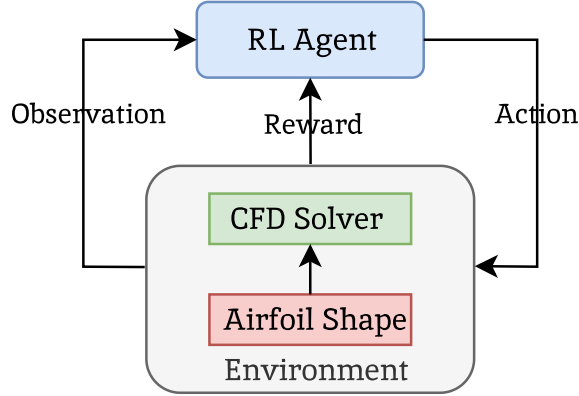 RL Agent
Observation
Reward
Action
CFD Solver
Airfoil Shape
Environment